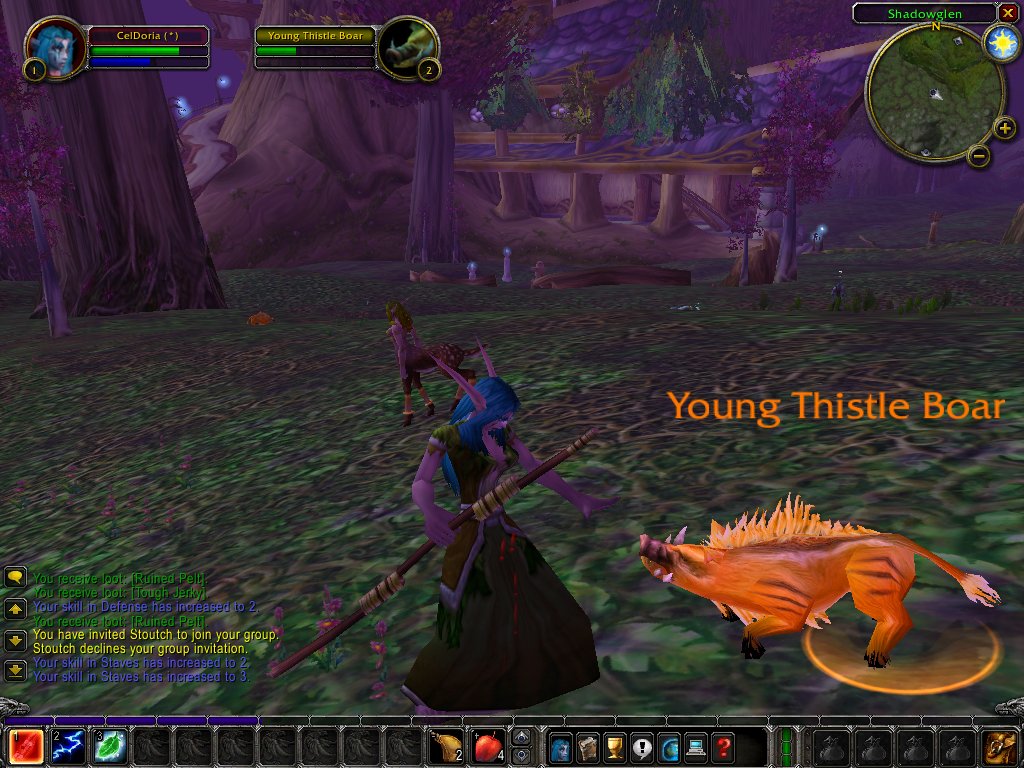 CelDoria (*)
1
Young Thistle Boar
2
Shadowglen
N
Young Thistle Boar
You receive loot: [Ruined Pelt].
You receive loot: [Tough Jerky]
Your skill in Defense has increased to 2.
You receive loot: [Ruined Pelt]
You have invited Stoutch to join your group.
Stoutch declines your group invitation.
Your skill in Staves has increased to 2.
Your skill in Staves has increased to 3.
1 2 3 2 4